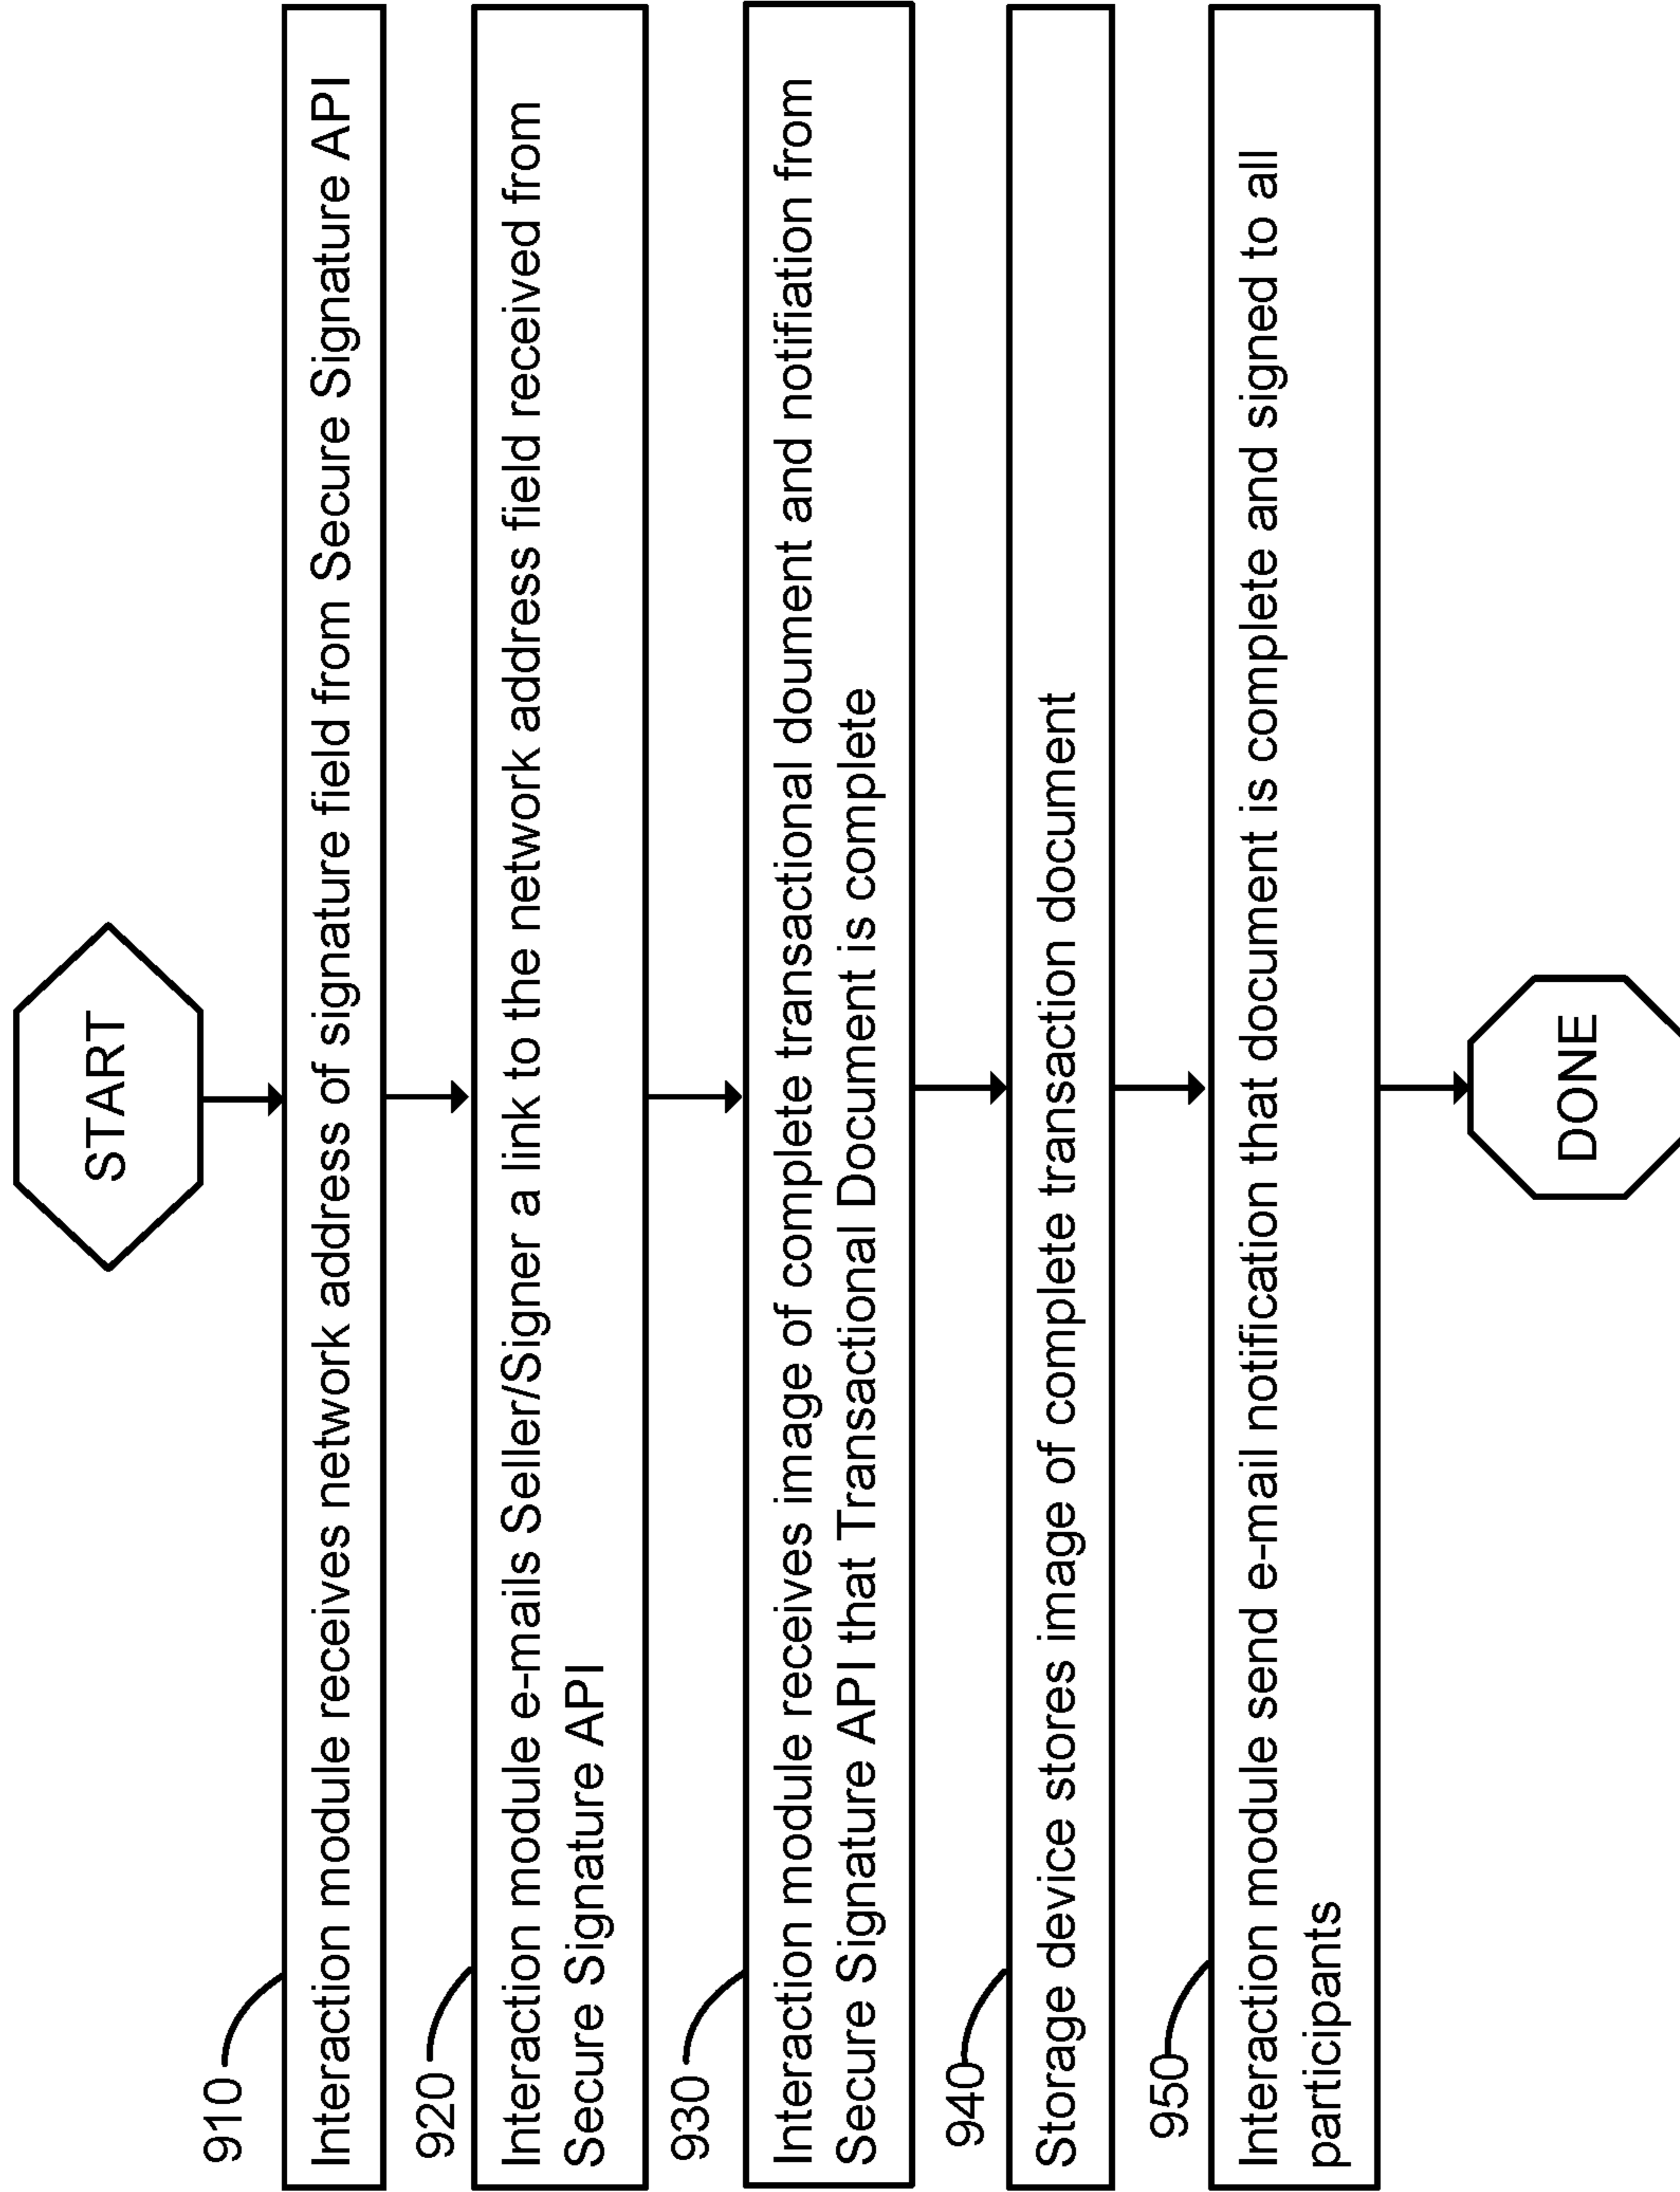 START
910
Interaction module receives network address of signature field from Secure Signature API
920
Interaction module e-mails Seller/Signer a link to the network address field received from
Secure Signature API
930
Interaction module receives image of complete transactional doument and notifiation from
Secure Signature API that Transactional Document is complete
940
Storage device stores image of complete transaction document
950
Interaction module send e-mail notification that document is complete and signed to all
participants
DONE